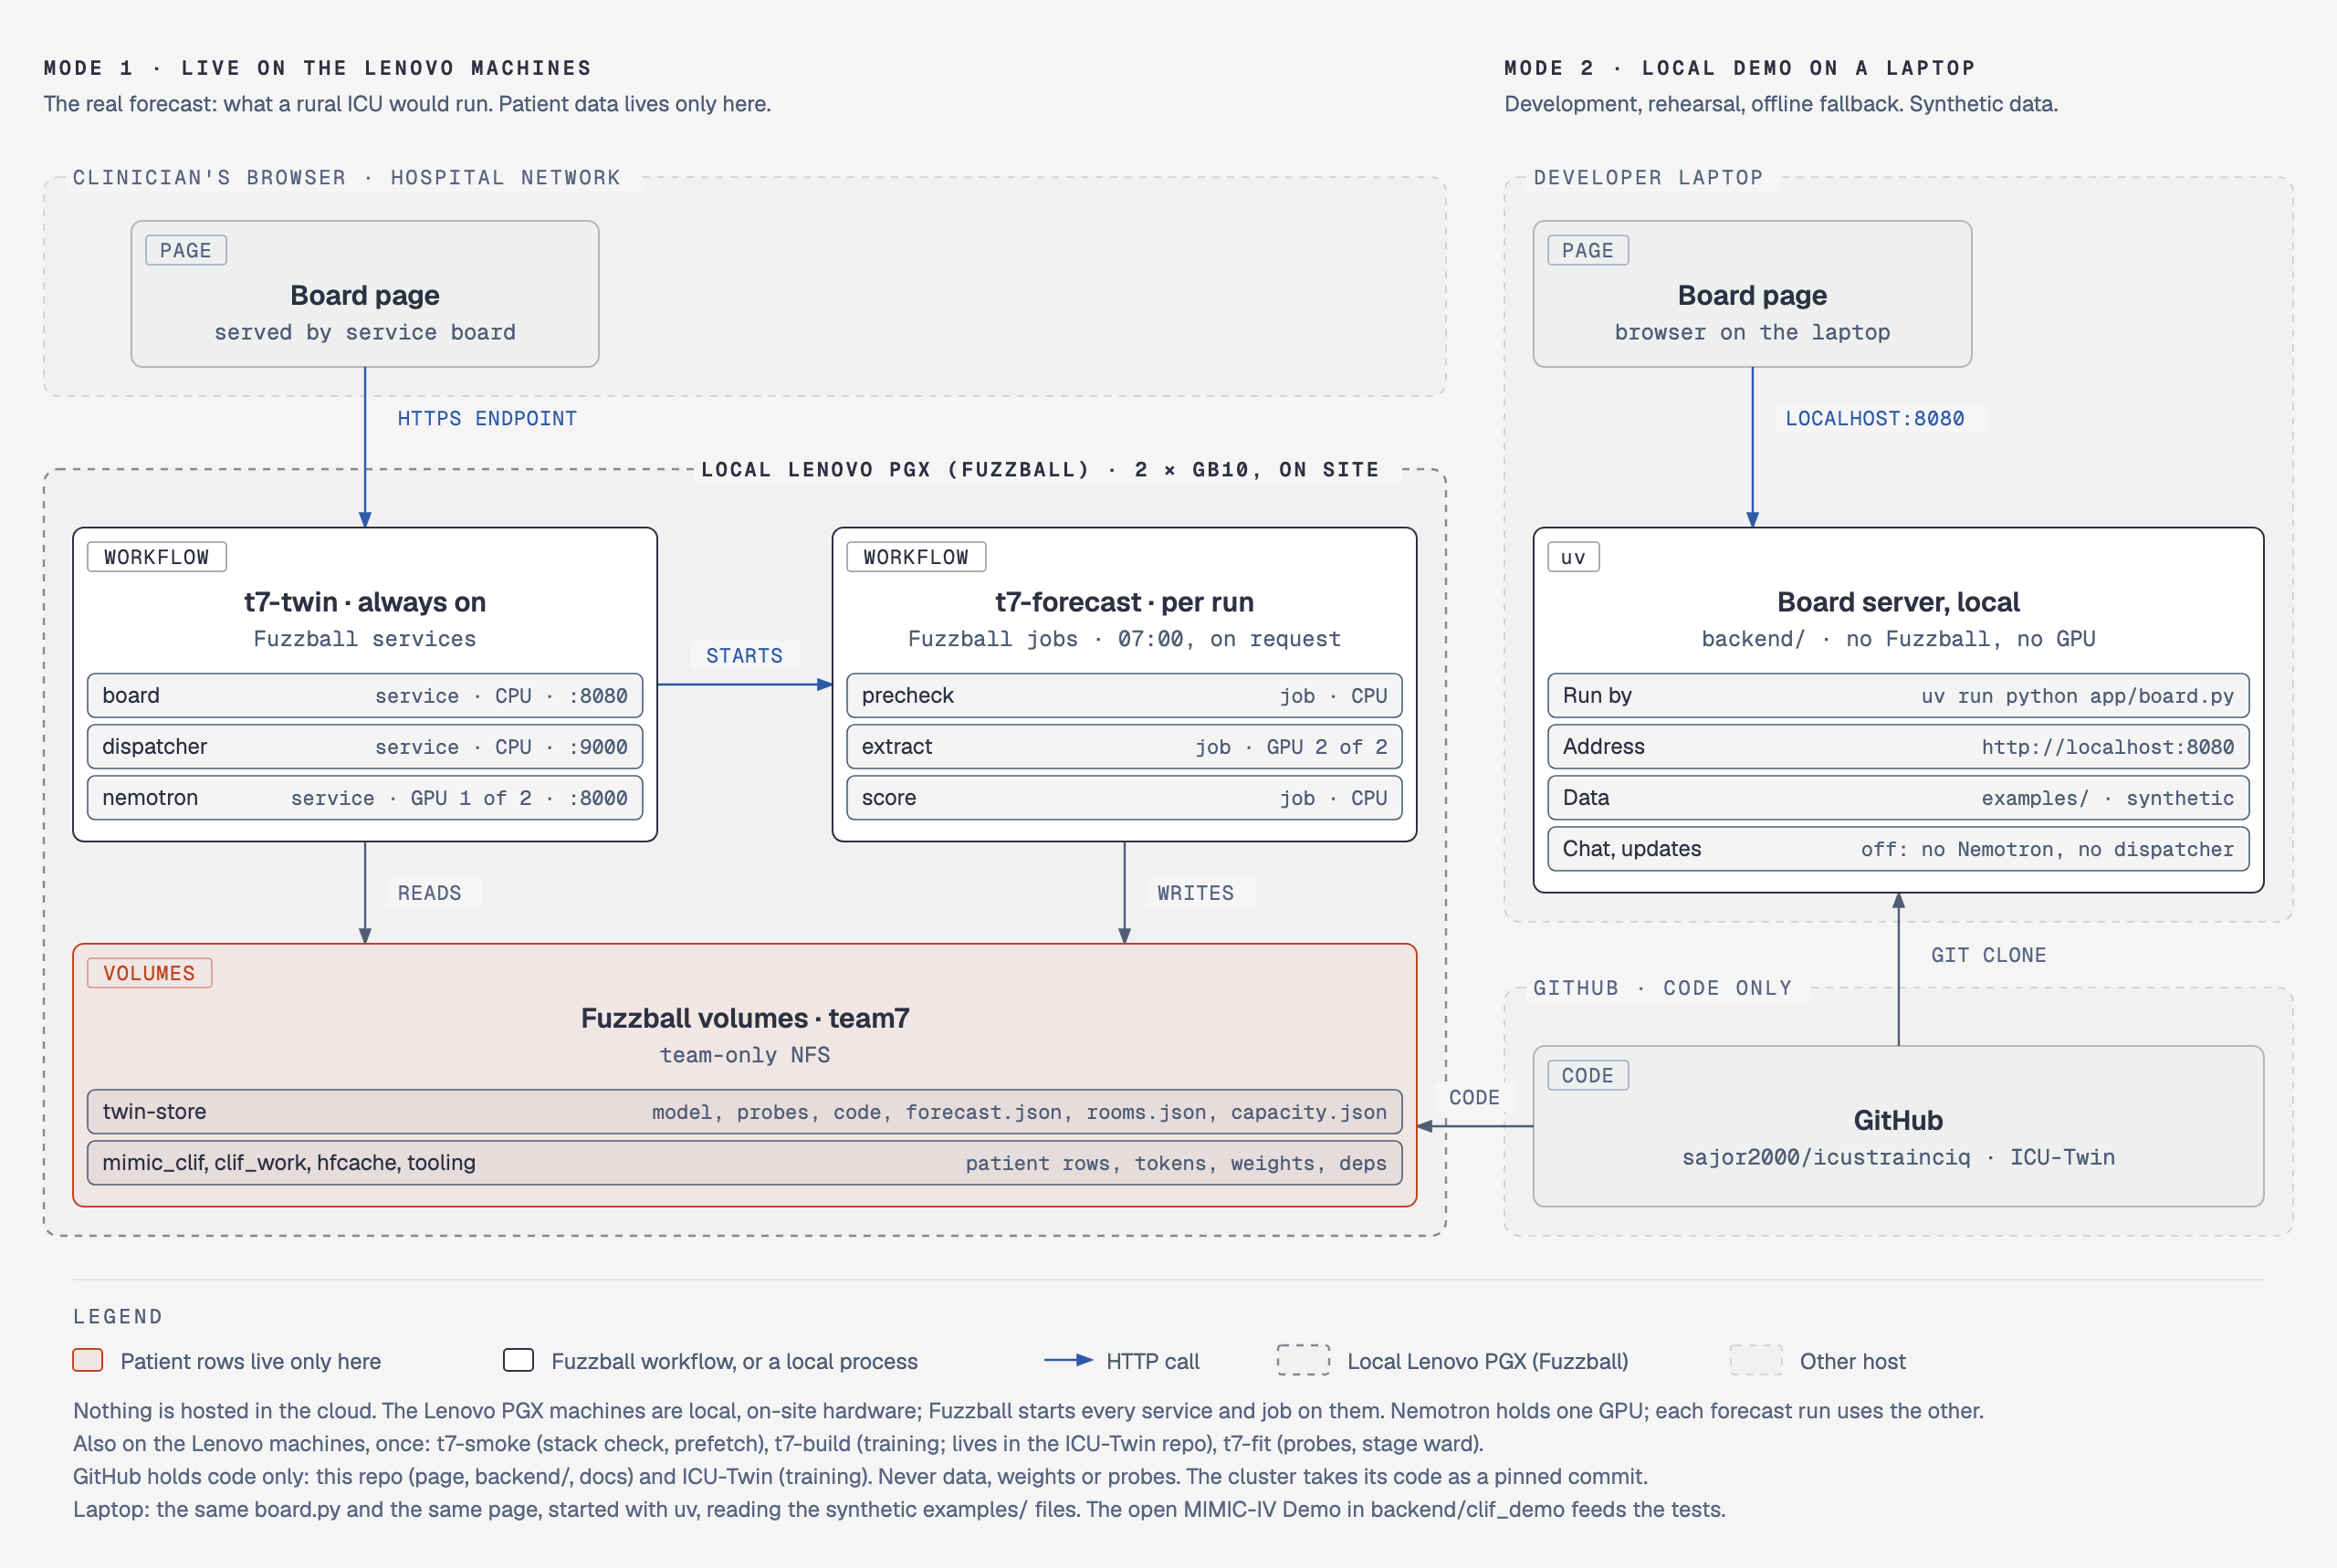 MODE 1 · LIVE ON THE LENOVO MACHINES
The real forecast: what a rural ICU would run. Patient data lives only here.
CLINICIAN'S BROWSER · HOSPITAL NETWORK
PAGE
Board page
served by service board
HTTPS ENDPOINT
LOCAL LENOVO PGX (FUZZBALL) · 2 × GB10, ON SITE
WORKFLOW
t7-twin · always on
Fuzzball services
board service · CPU · :8080
dispatcher service · CPU · :9000
nemotron service · GPU 1 of 2 · :8000
STARTS
WORKFLOW
t7-forecast · per run
Fuzzball jobs · 07:00, on request
precheck job · CPU
extract job · GPU 2 of 2
score job · CPU
READS
WRITES
VOLUMES
Fuzzball volumes · team7
team-only NFS
twin-store model, probes, code, forecast.json, rooms.json, capacity.json
mimic_clif, clif_work, hfcache, tooling patient rows, tokens, weights, deps
MODE 2 · LOCAL DEMO ON A LAPTOP
Development, rehearsal, offline fallback. Synthetic data.
DEVELOPER LAPTOP
PAGE
Board page
browser on the laptop
LOCALHOST:8080
uv
Board server, local
backend/ · no Fuzzball, no GPU
Run by uv run python app/board.py
Address http://localhost:8080
Data examples/ · synthetic
Chat, updates off: no Nemotron, no dispatcher
GIT CLONE
GITHUB · CODE ONLY
CODE
CODE
GitHub
sajor2000/icustrainciq · ICU-Twin
LEGEND
Patient rows live only here
Fuzzball workflow, or a local process
HTTP call
Local Lenovo PGX (Fuzzball)
Other host
Nothing is hosted in the cloud. The Lenovo PGX machines are local, on-site hardware; Fuzzball starts every service and job on them. Nemotron holds one GPU; each forecast run uses the other.
Also on the Lenovo machines, once: t7-smoke (stack check, prefetch), t7-build (training; lives in the ICU-Twin repo), t7-fit (probes, stage ward).
GitHub holds code only: this repo (page, backend/, docs) and ICU-Twin (training). Never data, weights or probes. The cluster takes its code as a pinned commit.
Laptop: the same board.py and the same page, started with uv, reading the synthetic examples/ files. The open MIMIC-IV Demo in backend/clif_demo feeds the tests.